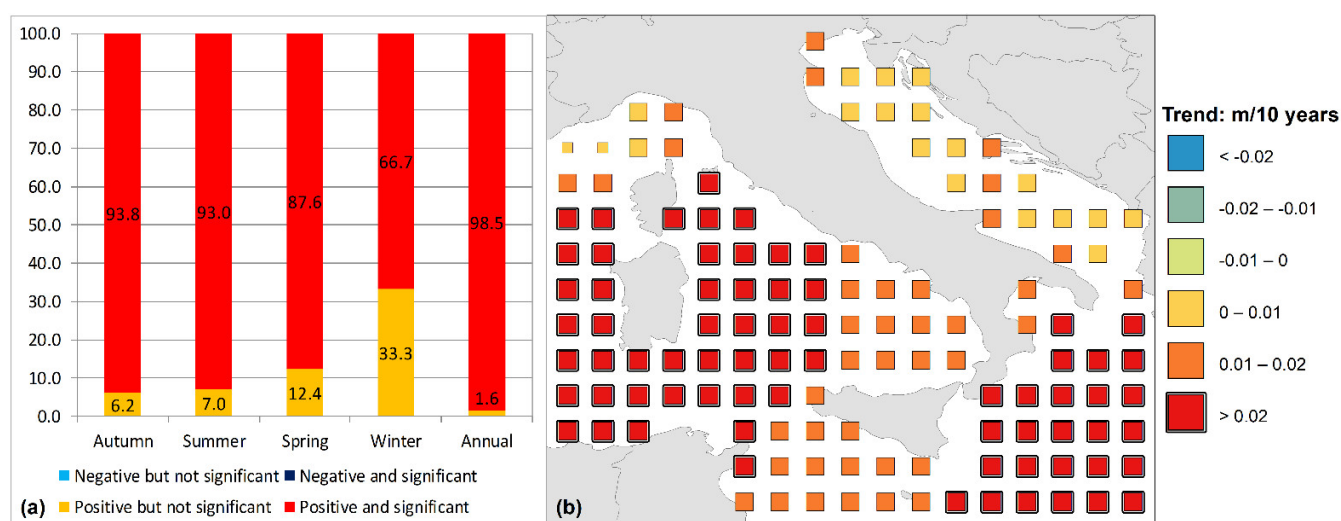 100.0
90.0
80.0
70.0
60.0
50.0
40.0
30.0
20.0
10.0
0.0
93.8
93.0
87.6
66.7
98.5
6.2
7.0
12.4
33.3
1.6
Autumn
Summer
Spring
Winter
Annual
Negative but not significant
Negative and significant
Positive but not significant
Positive and significant
(a)
(b)
Trend: m/10 years
< -0.02
-0.02 – -0.01
-0.01 – 0
0 – 0.01
0.01 – 0.02
> 0.02